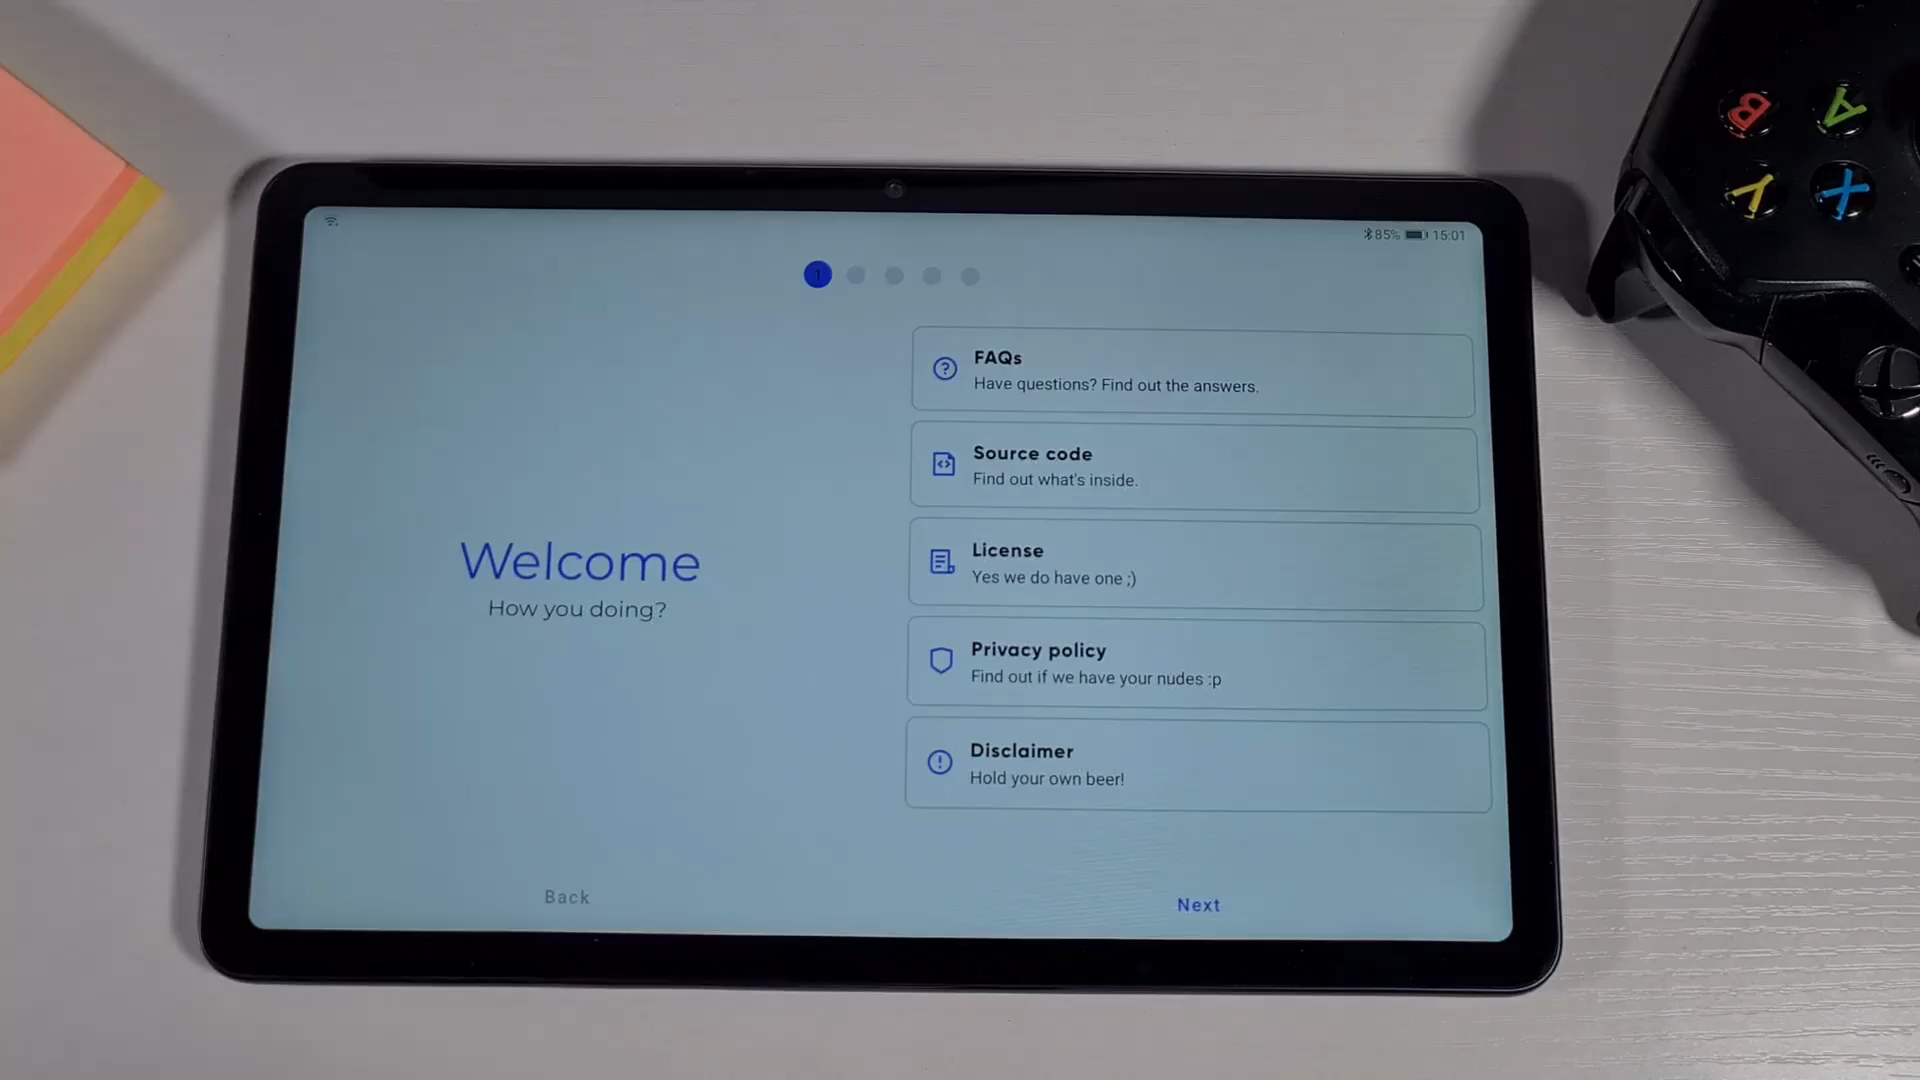 85% 15:01
1
Welcome
How you doing?
FAQs
Have questions? Find out the answers.
Source code
Find out what's inside.
License
Yes we do have one ;)
Privacy policy
Find out if we have your nudes :p
Disclaimer
Hold your own beer!
Back
Next
B
A
Y
X